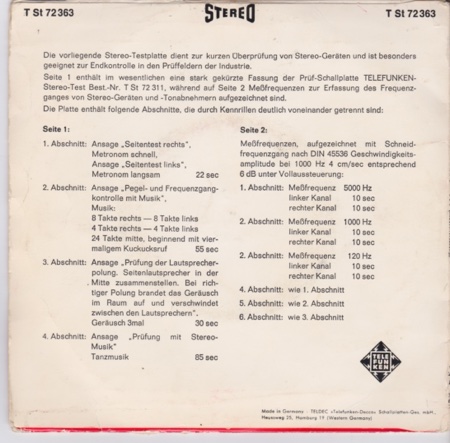 T St 72363 STEREO T St 72363
Die vorliegende Stereo-Testplatte dient zur kurzen Überprüfung von Stereo-Geräten und ist besonders
geeignet zur Endkontrolle in den Prüffeldern der Industrie.
Seite 1 enthält im wesentlichen eine stark gekürzte Fassung der Prüf-Schallplatte TELEFUNKEN-
Stereo-Test Best.-Nr. T St 72 311, während auf Seite 2 Meßfrequenzen zur Erfassung des Frequenz-
ganges von Stereo-Geräten und -Tonabnehmern aufgezeichnet sind.
Die Platte enthält folgende Abschnitte, die durch Kennrillen deutlich voneinander getrennt sind:
Seite 1:
1. Abschnitt: Ansage „Seitentest rechts",
Metronom schnell,
Ansage „Seitentest links",
Metronom langsam 22 sec
2. Abschnitt: Ansage „Pegel- und Frequenzgang-
kontrolle mit Musik",
Musik:
8 Takte rechts — 8 Takte links
4 Takte rechts — 4 Takte links
24 Takte mitte, beginnend mit vier-
maligem Kuckucksruf 55 sec
3. Abschnitt: Ansage „Prüfung der Lautsprecher-
polung. Seitenlautsprecher in der
Mitte zusammenstellen. Bei rich-
tiger Polung brandet das Geräusch
im Raum auf und verschwindet
zwischen den Lautsprechern",
Geräusch 3mal 30 sec
4. Abschnitt: Ansage „Prüfung mit Stereo-
Musik"
Tanzmusik 85 sec
Seite 2:
Meßfrequenzen, aufgezeichnet mit Schneid-
frequenzgang nach DIN 45536 Geschwindigkeits-
amplitude bei 1000 Hz 4 cm/sec entsprechend
6 dB unter Vollaussteuerung:
1. Abschnitt: Meßfrequenz 5000 Hz
linker Kanal 10 sec
rechter Kanal 10 sec
2. Abschnitt: Meßfrequenz 1000 Hz
linker Kanal 10 sec
rechter Kanal 10 sec
2. Abschnitt: Meßfrequenz 120 Hz
linker Kanal 10 sec
rechter Kanal 10 sec
4. Abschnitt: wie 1. Abschnitt
5. Abschnitt: wie 2. Abschnitt
6. Abschnitt: wie 3. Abschnitt
TELE
FUN
KEN
Made in Germany · TELDEC »Telefunken-Decca« Schallplatten-Ges. mbH.,
Heussweg 25, Hamburg 19 (Western Germany)